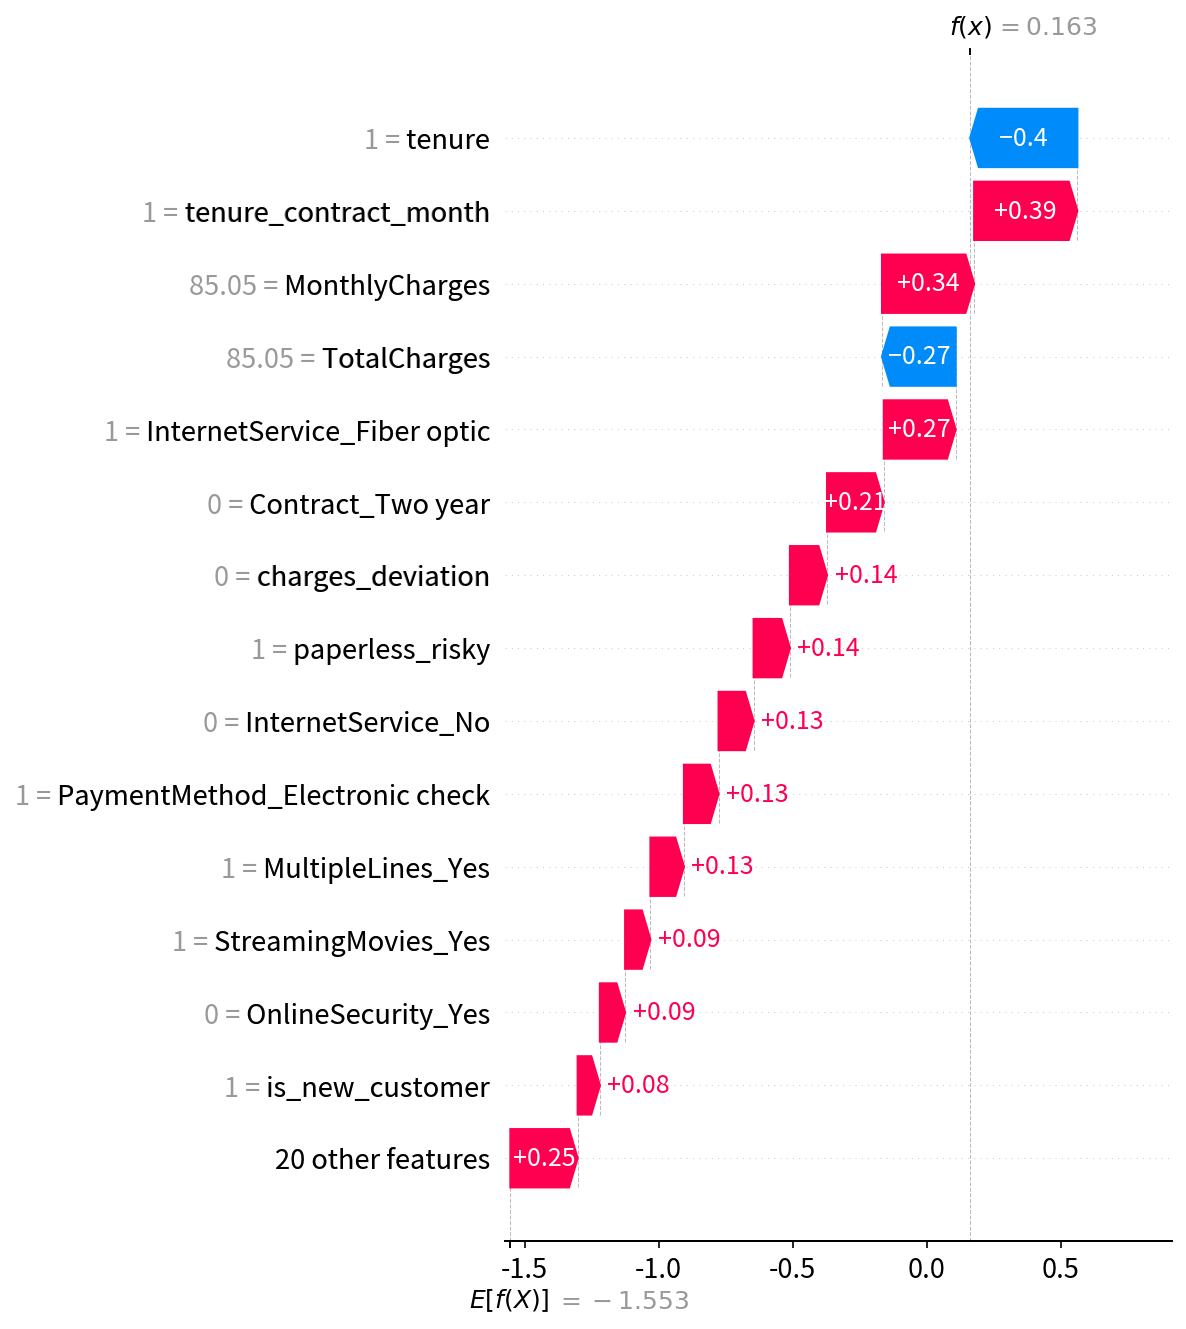 f(x) = 0.163
1 = tenure −0.4
1 = tenure_contract_month +0.39
85.05 = MonthlyCharges +0.34
85.05 = TotalCharges −0.27
1 = InternetService_Fiber optic +0.27
0 = Contract_Two year +0.21
0 = charges_deviation +0.14
1 = paperless_risky +0.14
0 = InternetService_No +0.13
1 = PaymentMethod_Electronic check +0.13
1 = MultipleLines_Yes +0.13
1 = StreamingMovies_Yes +0.09
0 = OnlineSecurity_Yes +0.09
1 = is_new_customer +0.08
20 other features +0.25
-1.5 -1.0 -0.5 0.0 0.5
E[f(X)] = −1.553